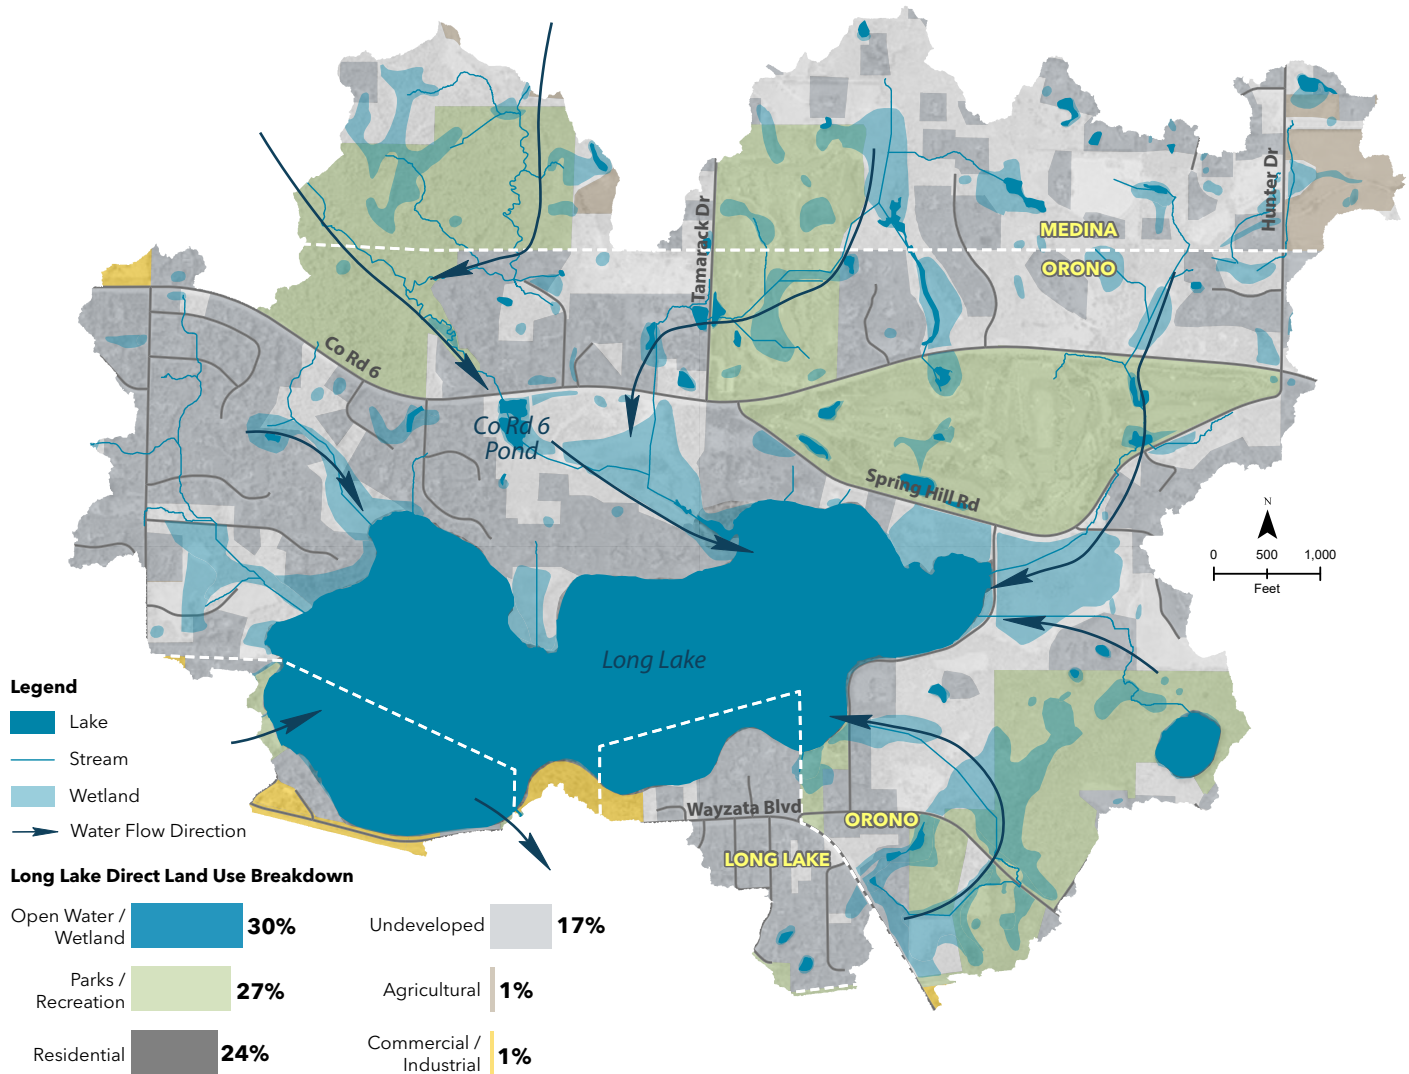 Tamarack Dr
Hunter Dr
MEDINA
ORONO
Co Rd 6
Co Rd 6
Pond
Spring Hill Rd
N
0 500 1,000
Feet
Long Lake
Legend
Lake
Stream
Wetland
Water Flow Direction
Wayzata Blvd
ORONO
LONG LAKE
Long Lake Direct Land Use Breakdown
Open Water /
Wetland
30%
Undeveloped
17%
Parks /
Recreation
27%
Agricultural
1%
Residential
24%
Commercial /
Industrial
1%